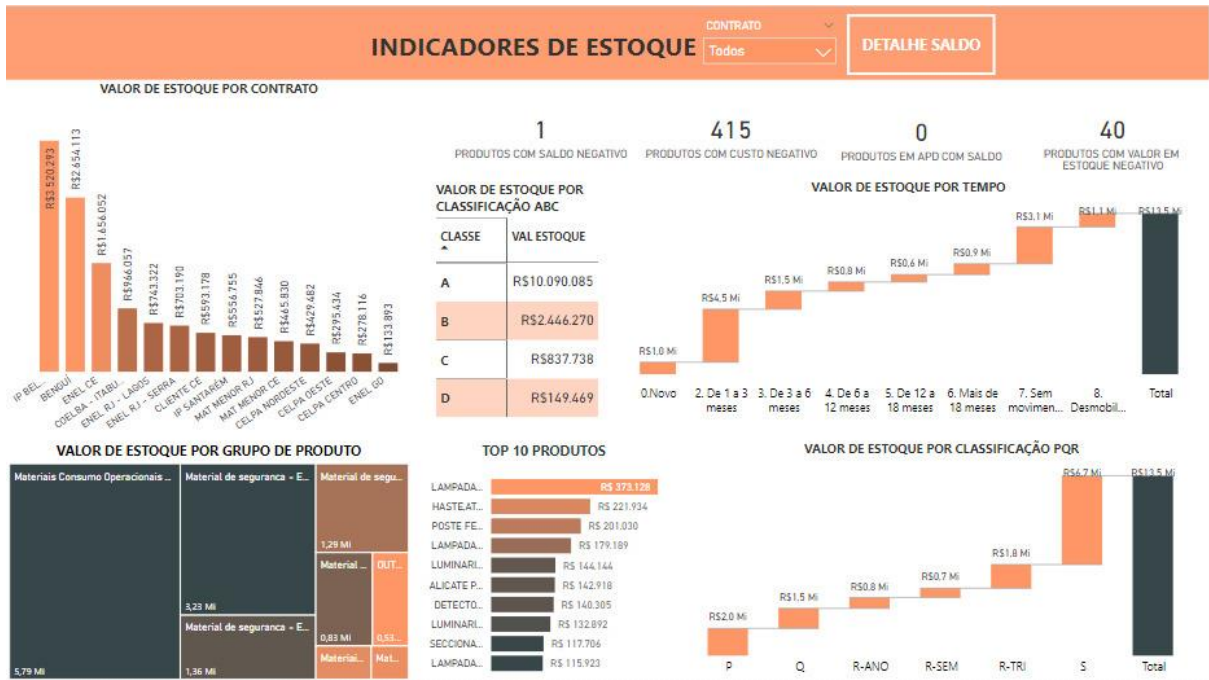 INDICADORES DE ESTOQUE
CONTRATO
Todos
DETALHE SALDO
VALOR DE ESTOQUE POR CONTRATO
R$3.520.293
R$2.654.113
R$1.656.052
R$966.057
R$743.322
R$703.190
R$593.178
R$556.755
R$527.846
R$465.830
R$429.482
R$295.434
R$278.116
R$133.893
IP BEL...
BENGUÍ
ENEL CE
COELBA - ITABU...
ENEL RJ - LAGOS
ENEL RJ - SERRA
CLIENTE CE
IP SANTARÉM
MAT MENOR RJ
MAT MENOR CE
CELPA NORDESTE
CELPA OESTE
CELPA CENTRO
ENEL GO
1
PRODUTOS COM SALDO NEGATIVO
415
PRODUTOS COM CUSTO NEGATIVO
0
PRODUTOS EM APD COM SALDO
40
PRODUTOS COM VALOR EM
ESTOQUE NEGATIVO
VALOR DE ESTOQUE POR
CLASSIFICAÇÃO ABC
CLASSE VAL ESTOQUE
A R$10.090.085
B R$2.446.270
C R$837.738
D R$149.469
VALOR DE ESTOQUE POR TEMPO
R$1,0 Mi
R$4,5 Mi
R$1,5 Mi
R$0,8 Mi
R$0,6 Mi
R$0,9 Mi
R$3,1 Mi
R$1,1 Mi
R$13,5 Mi
0.Novo
2. De 1 a 3
meses
3. De 3 a 6
meses
4. De 6 a
12 meses
5. De 12 a
18 meses
6. Mais de
18 meses
7. Sem
movimen...
8.
Desmobil...
Total
VALOR DE ESTOQUE POR GRUPO DE PRODUTO
Materiais Consumo Operacionais ...
5,79 Mi
Material de seguranca - E...
3,23 Mi
Material de seguranca - E...
1,36 Mi
Material de segu...
1,29 Mi
Material ...
0,83 Mi
OUT...
0,53...
Materiai...
Mat...
TOP 10 PRODUTOS
LAMPADA... R$ 373.128
HASTE.AT... R$ 221.934
POSTE FE... R$ 201.030
LAMPADA... R$ 179.189
LUMINARI... R$ 144.144
ALICATE P... R$ 142.918
DETECTO... R$ 140.305
LUMINARI... R$ 132.892
SECCIONA... R$ 117.706
LAMPADA... R$ 115.923
VALOR DE ESTOQUE POR CLASSIFICAÇÃO PQR
R$2,0 Mi
R$1,5 Mi
R$0,8 Mi
R$0,7 Mi
R$1,8 Mi
R$6,7 Mi
R$13,5 Mi
P
Q
R-ANO
R-SEM
R-TRI
S
Total